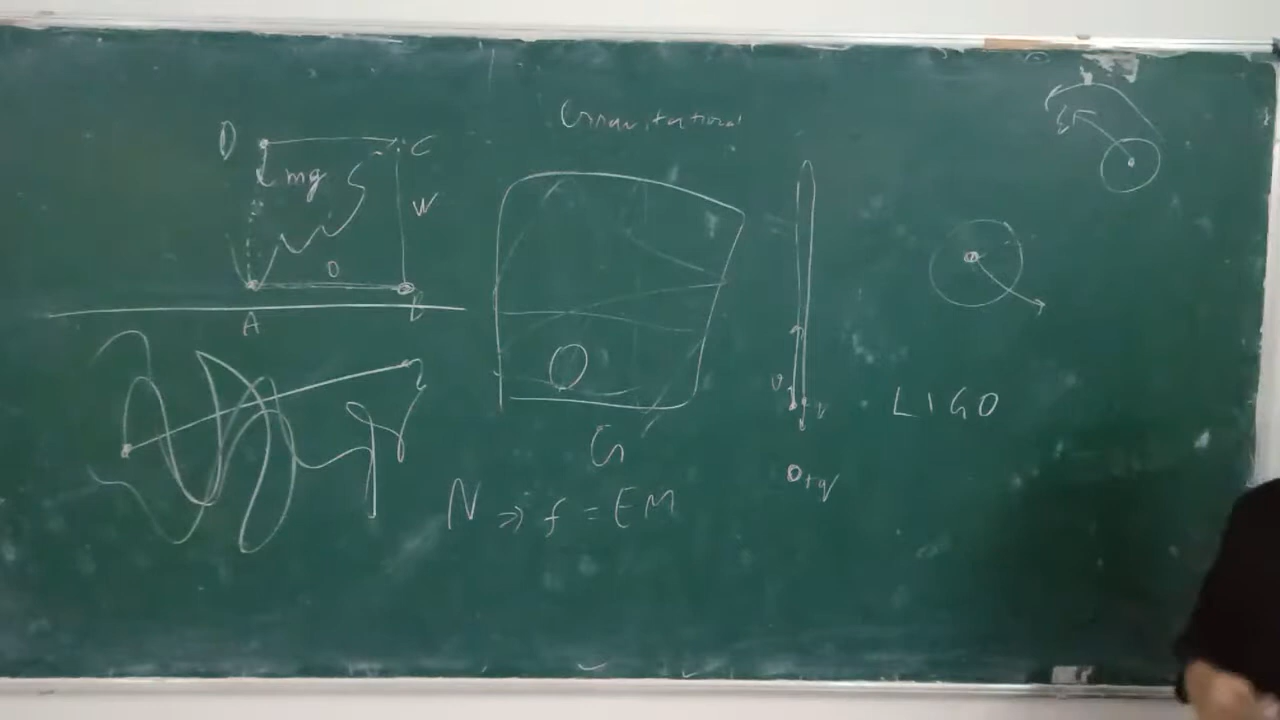 Gravitational
D
C
mg
W
O
A
B
G
LIGO
+q
N ⇒ f = EM